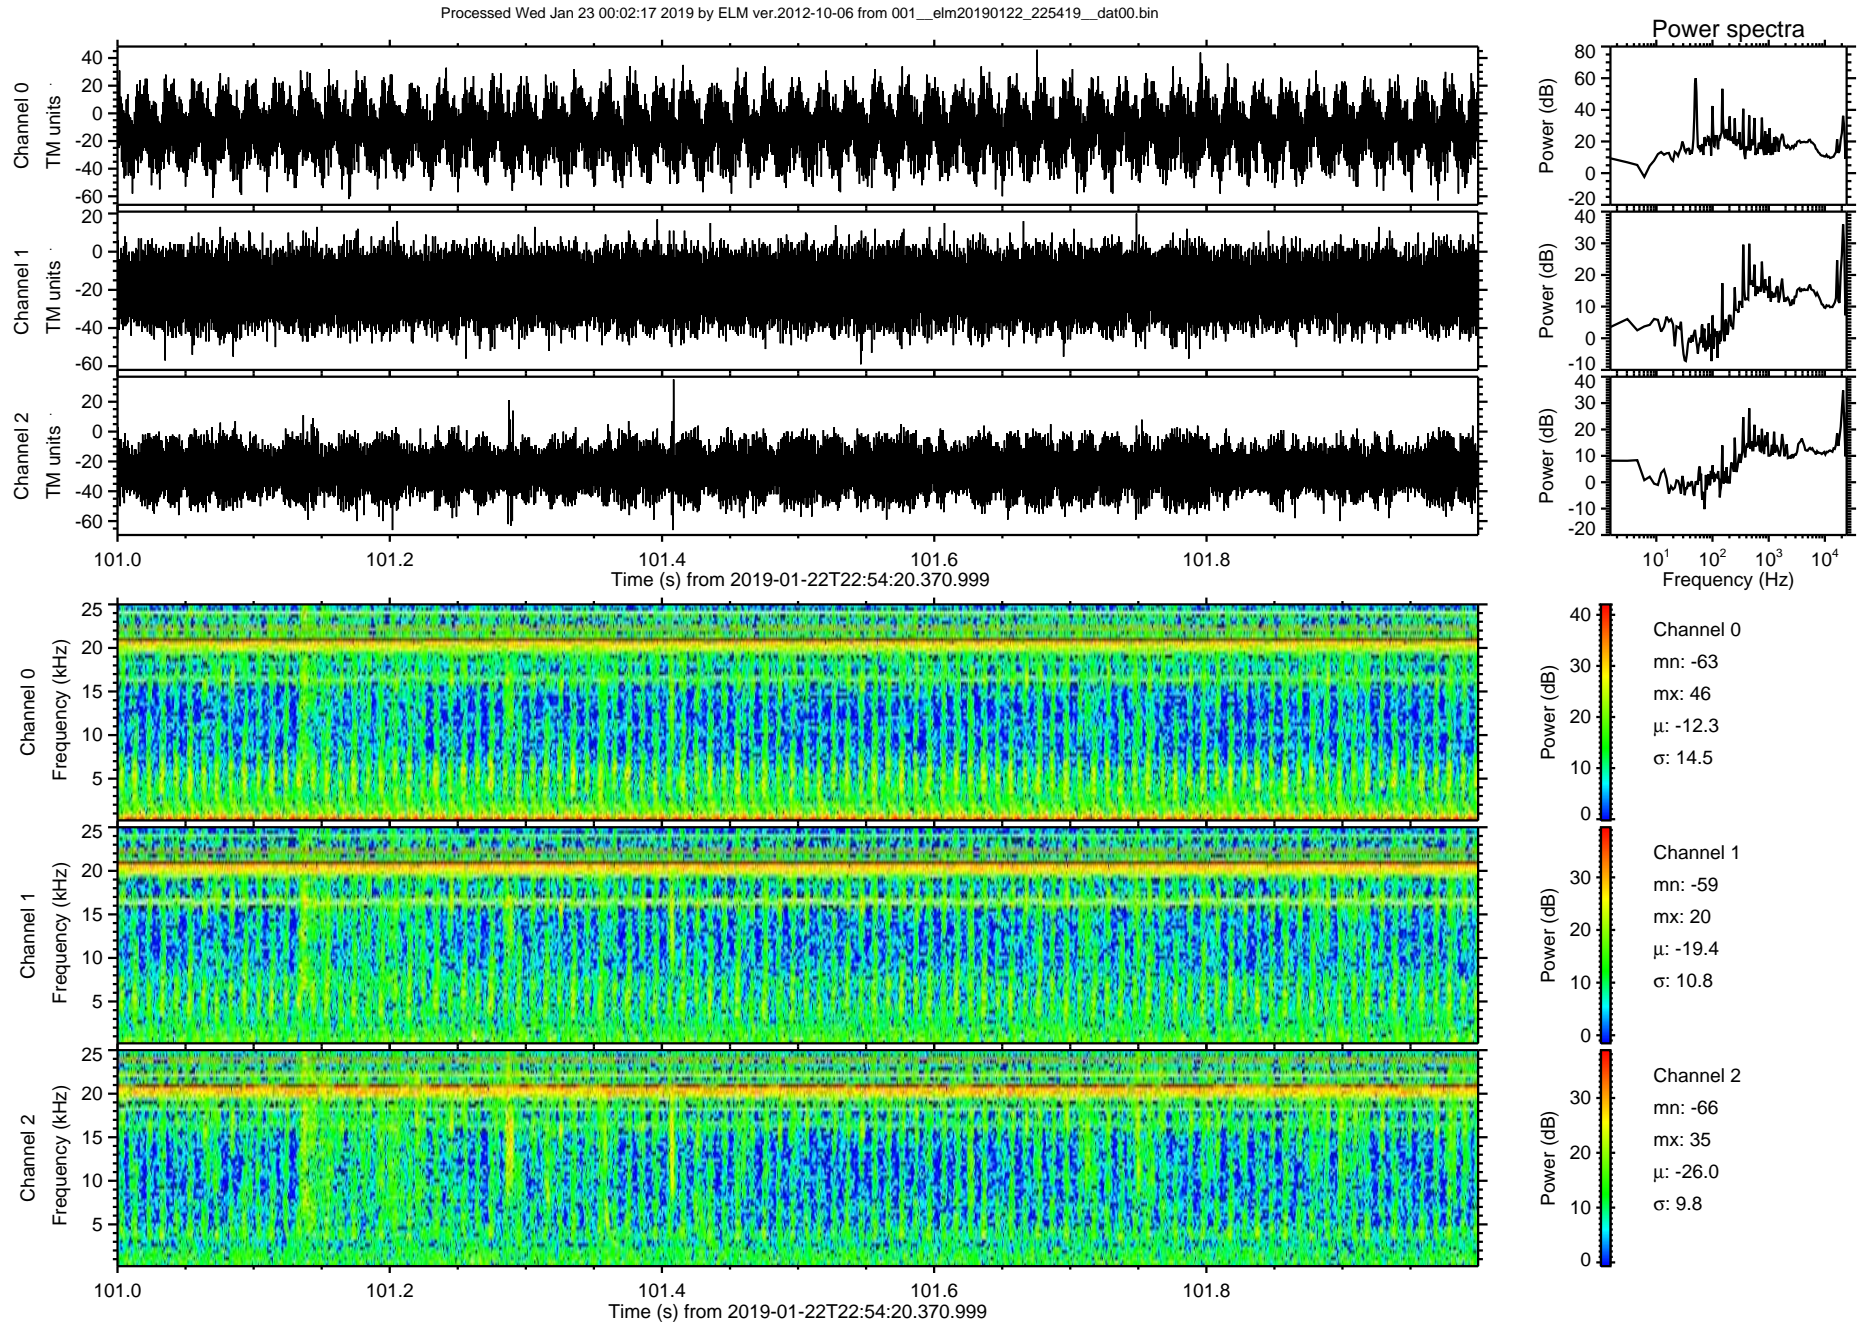 Processed Wed Jan 23 00:02:17 2019 by ELM ver.2012-10-06 from 001__elm20190122_225419__dat00.bin
Power spectra
Channel 0
TM units
40
20
0
-20
-40
-60
Power (dB)
80
60
40
20
0
-20
Channel 1
TM units
20
0
-20
-40
-60
Power (dB)
40
30
20
10
0
-10
Channel 2
TM units
20
0
-20
-40
-60
Power (dB)
40
30
20
10
0
-10
-20
101.0 101.2 101.4 101.6 101.8
Time (s) from 2019-01-22T22:54:20.370.999
10^1 10^2 10^3 10^4
Frequency (Hz)
Channel 0
Frequency (kHz)
25
20
15
10
5
Power (dB)
40
30
20
10
0
Channel 0
mn: -63
mx: 46
μ: -12.3
σ: 14.5
Channel 1
Frequency (kHz)
25
20
15
10
5
Power (dB)
30
20
10
0
Channel 1
mn: -59
mx: 20
μ: -19.4
σ: 10.8
Channel 2
Frequency (kHz)
25
20
15
10
5
Power (dB)
30
20
10
0
Channel 2
mn: -66
mx: 35
μ: -26.0
σ: 9.8
101.0 101.2 101.4 101.6 101.8
Time (s) from 2019-01-22T22:54:20.370.999